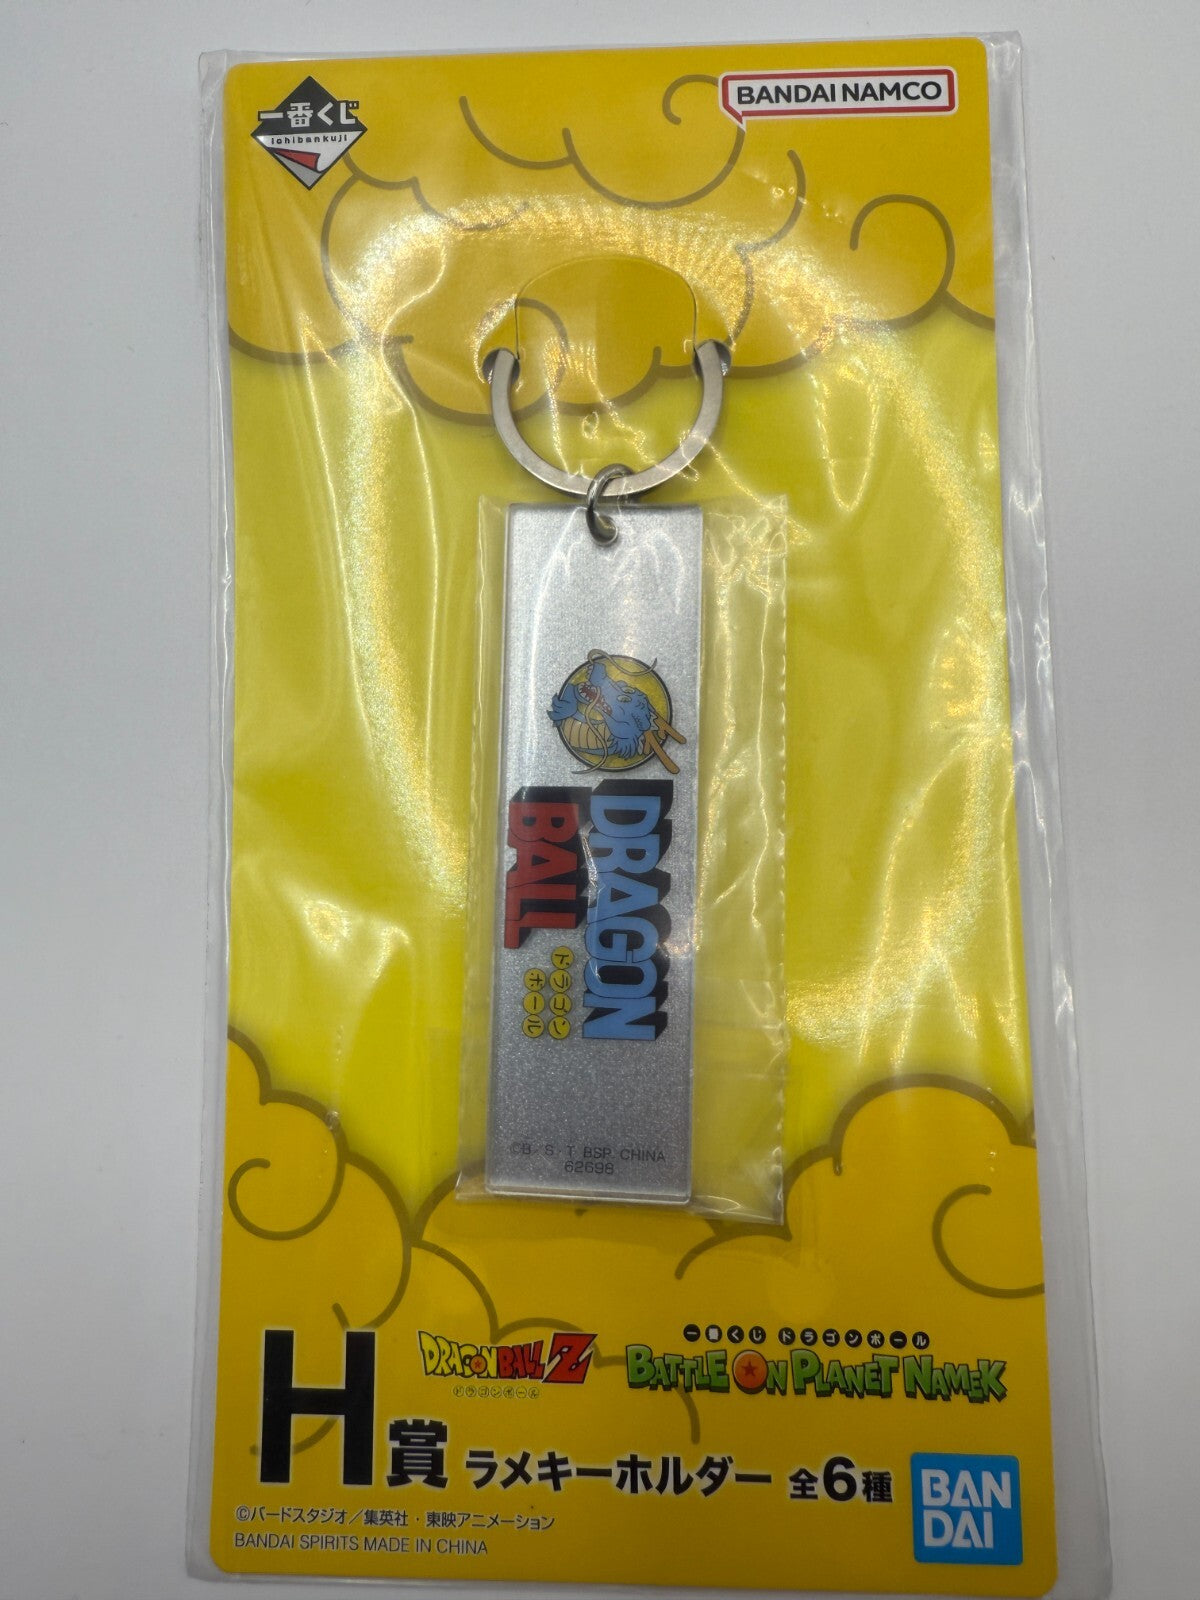 一番くじ
ichibankuji
BANDAI NAMCO
DRAGON
BALL
ドラゴン
ボール
©B/S・T BSP CHINA
62698
DRAGON BALL Z
ドラゴンボール
一番くじ ドラゴンボール
BATTLE ON PLANET NAMEK
H賞 ラメキーホルダー 全6種
©バードスタジオ／集英社・東映アニメーション
BANDAI SPIRITS MADE IN CHINA
BAN
DAI